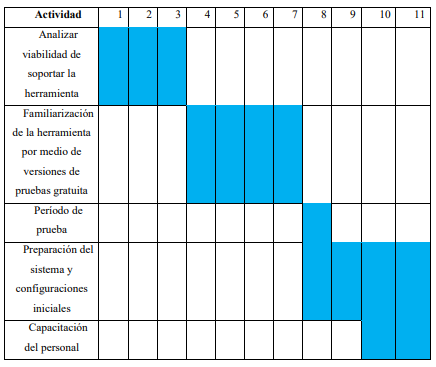 Actividad 1 2 3 4 5 6 7 8 9 10 11
Analizar
viabilidad de
soportar la
herramienta
Familiarización
de la herramienta
por medio de
versiones de
pruebas gratuita
Período de
prueba
Preparación del
sistema y
configuraciones
iniciales
Capacitación
del personal